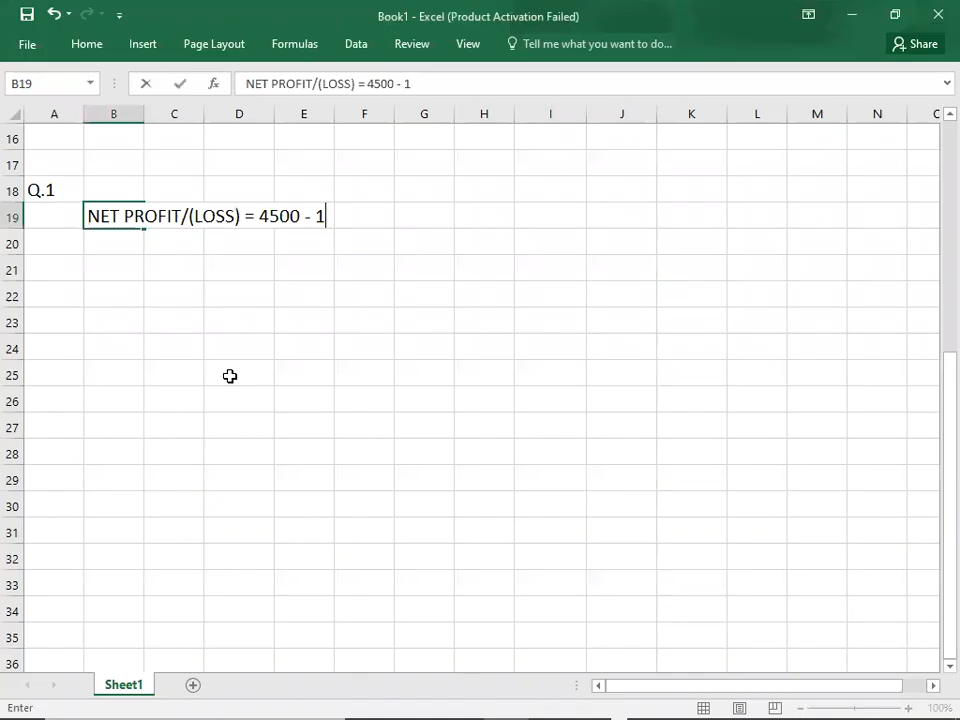 Book1 - Excel (Product Activation Failed)
File Home Insert Page Layout Formulas Data Review View Tell me what you want to do... Share
B19 fx NET PROFIT/(LOSS) = 4500 - 1
A B C D E F G H I J K L M N
16
17
18 Q.1
19 NET PROFIT/(LOSS) = 4500 - 1
20
21
22
23
24
25
26
27
28
29
30
31
32
33
34
35
36
Sheet1
Enter 100%